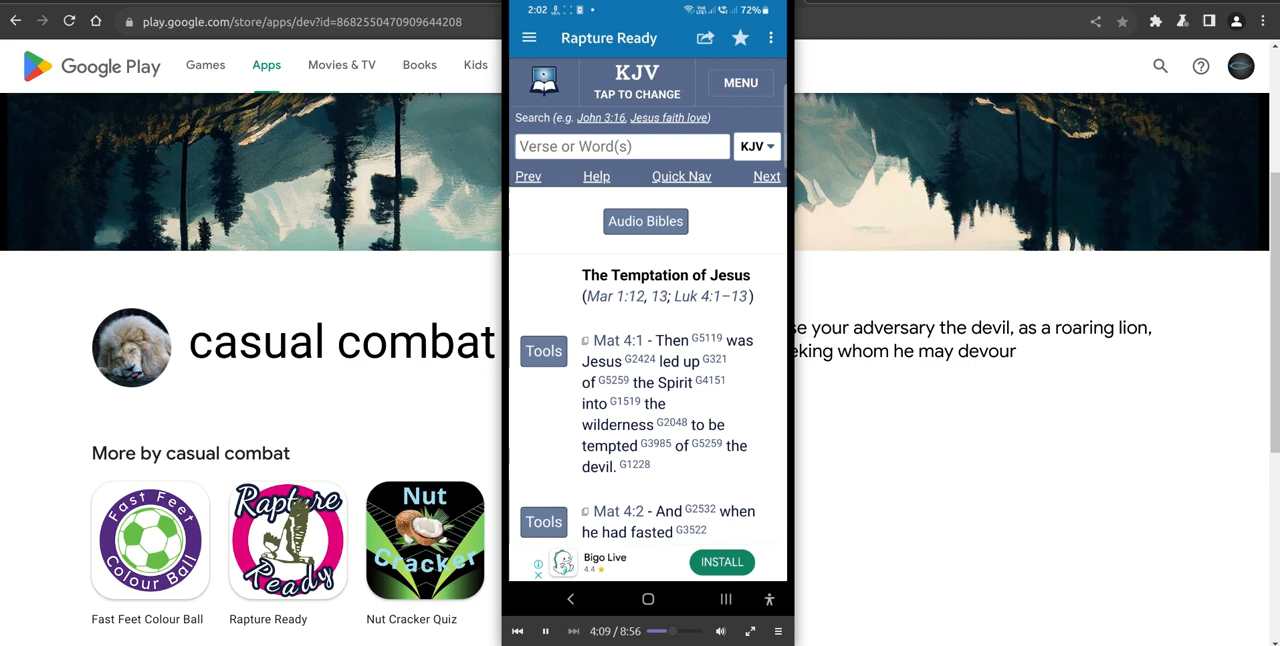 play.google.com/store/apps/dev?id=8682550470909644208
Google Play
Games
Apps
Movies & TV
Books
Kids
casual combat
se your adversary the devil, as a roaring lion,
eking whom he may devour
More by casual combat
Fast Feet
Colour Ball
Rapture
Ready
Nut
Cracker
Fast Feet Colour Ball
Rapture Ready
Nut Cracker Quiz
2:02
72%
Rapture Ready
KJV
TAP TO CHANGE
MENU
Search (e.g. John 3:16, Jesus faith love)
Verse or Word(s)
KJV
Prev
Help
Quick Nav
Next
Audio Bibles
The Temptation of Jesus
(Mar 1:12, 13; Luk 4:1–13)
Tools
Mat 4:1 - Then G5119 was
Jesus G2424 led up G321
of G5259 the Spirit G4151
into G1519 the
wilderness G2048 to be
tempted G3985 of G5259 the
devil. G1228
Tools
Mat 4:2 - And G2532 when
he had fasted G3522
Bigo Live
4.4
INSTALL
4:09 / 8:56